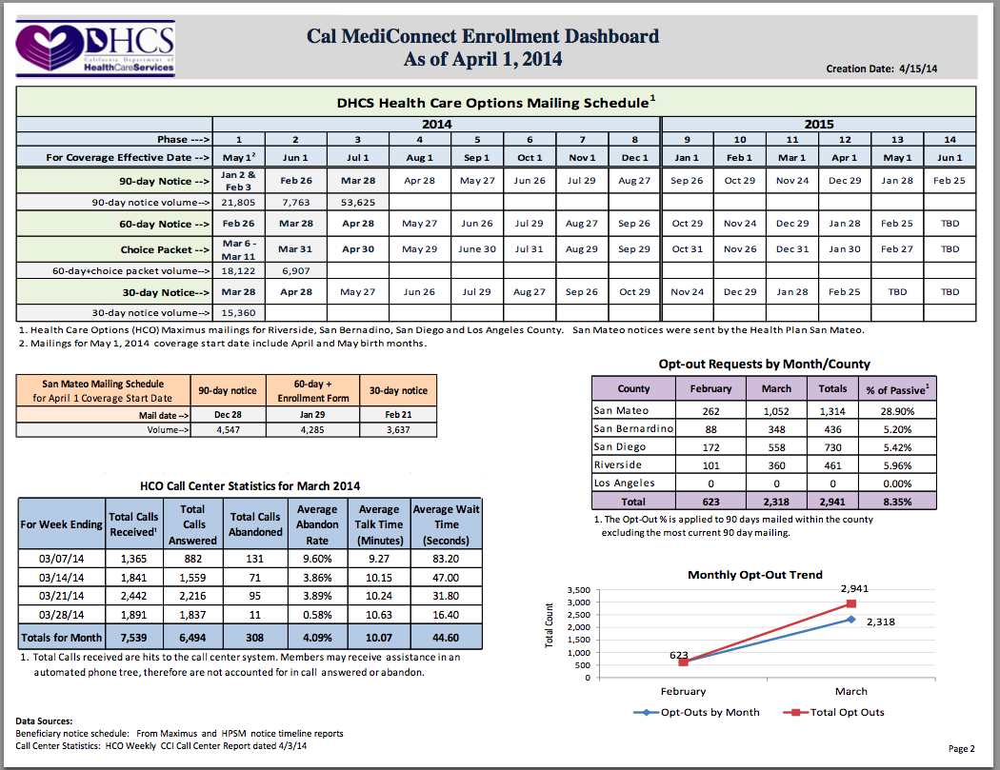 DHCS
California Department of
HealthCareServices
Cal MediConnect Enrollment Dashboard
As of April 1, 2014
Creation Date: 4/15/14
DHCS Health Care Options Mailing Schedule1
2014 2015
Phase ---> 1 2 3 4 5 6 7 8 9 10 11 12 13 14
For Coverage Effective Date --> May 1² Jun 1 Jul 1 Aug 1 Sep 1 Oct 1 Nov 1 Dec 1 Jan 1 Feb 1 Mar 1 Apr 1 May 1 Jun 1
90-day Notice --> Jan 2 & Feb 3 Feb 26 Mar 28 Apr 28 May 27 Jun 26 Jul 29 Aug 27 Sep 26 Oct 29 Nov 24 Dec 29 Jan 28 Feb 25
90-day notice volume--> 21,805 7,763 53,625
60-day Notice --> Feb 26 Mar 28 Apr 28 May 27 Jun 26 Jul 29 Aug 27 Sep 26 Oct 29 Nov 24 Dec 29 Jan 28 Feb 25 TBD
Choice Packet --> Mar 6 - Mar 11 Mar 31 Apr 30 May 29 June 30 Jul 31 Aug 29 Sep 29 Oct 31 Nov 26 Dec 31 Jan 30 Feb 27 TBD
60-day+choice packet volume--> 18,122 6,907
30-day Notice--> Mar 28 Apr 28 May 27 Jun 26 Jul 29 Aug 27 Sep 26 Oct 29 Nov 24 Dec 29 Jan 28 Feb 25 TBD TBD
30-day notice volume--> 15,360
1. Health Care Options (HCO) Maximus mailings for Riverside, San Bernadino, San Diego and Los Angeles County. San Mateo notices were sent by the Health Plan San Mateo.
2. Mailings for May 1, 2014 coverage start date include April and May birth months.
San Mateo Mailing Schedule
for April 1 Coverage Start Date
90-day notice
60-day +
Enrollment Form
30-day notice
Mail date --> Dec 28 Jan 29 Feb 21
Volume--> 4,547 4,285 3,637
Opt-out Requests by Month/County
County February March Totals % of Passive¹
San Mateo 262 1,052 1,314 28.90%
San Bernardino 88 348 436 5.20%
San Diego 172 558 730 5.42%
Riverside 101 360 461 5.96%
Los Angeles 0 0 0 0.00%
Total 623 2,318 2,941 8.35%
1. The Opt-Out % is applied to 90 days mailed within the county
excluding the most current 90 day mailing.
HCO Call Center Statistics for March 2014
For Week Ending
Total Calls
Received¹
Total
Calls
Answered
Total Calls
Abandoned
Average
Abandon
Rate
Average
Talk Time
(Minutes)
Average Wait
Time
(Seconds)
03/07/14 1,365 882 131 9.60% 9.27 83.20
03/14/14 1,841 1,559 71 3.86% 10.15 47.00
03/21/14 2,442 2,216 95 3.89% 10.24 31.80
03/28/14 1,891 1,837 11 0.58% 10.63 16.40
Totals for Month 7,539 6,494 308 4.09% 10.07 44.60
1. Total Calls received are hits to the call center system. Members may receive assistance in an
automated phone tree, therefore are not accounted for in call answered or abandon.
Monthly Opt-Out Trend
Total Count
3,500
3,000
2,500
2,000
1,500
1,000
500
0
623
2,941
2,318
February March
Opt-Outs by Month Total Opt Outs
Data Sources:
Beneficiary notice schedule: From Maximus and HPSM notice timeline reports
Call Center Statistics: HCO Weekly CCI Call Center Report dated 4/3/14
Page 2